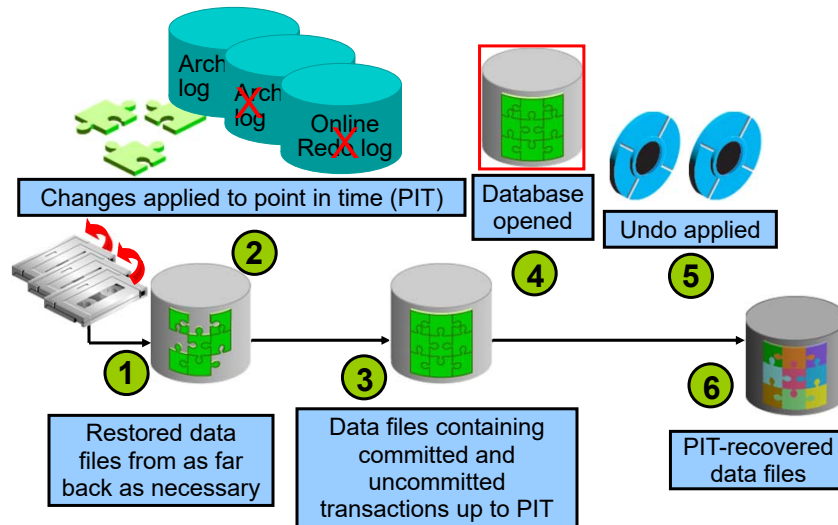 Arch
log
Arch
log
Online
Redo log
Changes applied to point in time (PIT)
Database
opened
Undo applied
2
4
5
1
3
6
Restored data
files from as far
back as necessary
Data files containing
committed and
uncommitted
transactions up to PIT
PIT-recovered
data files